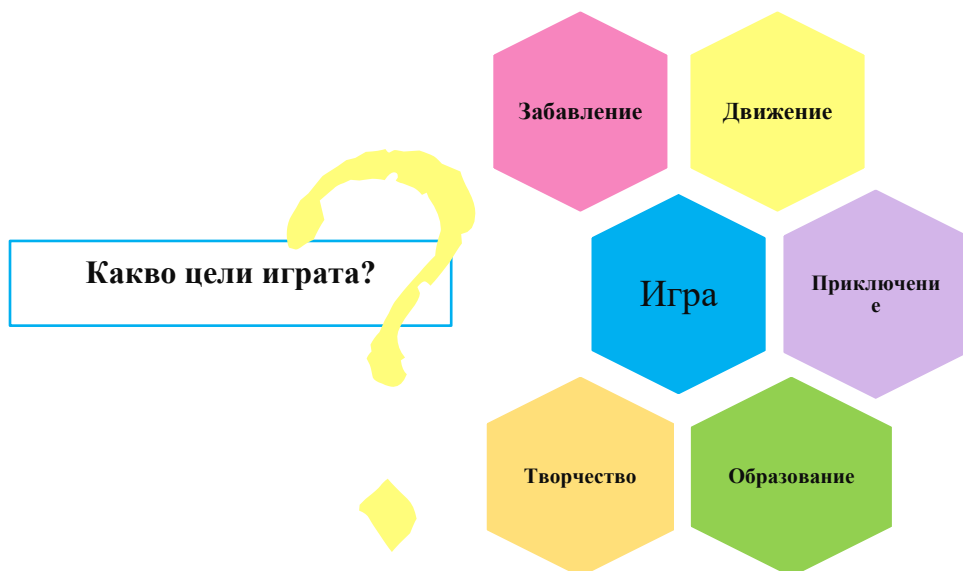 Забавление
Движение
Какво цели играта?
Игра
Приключени
е
Творчество
Образование